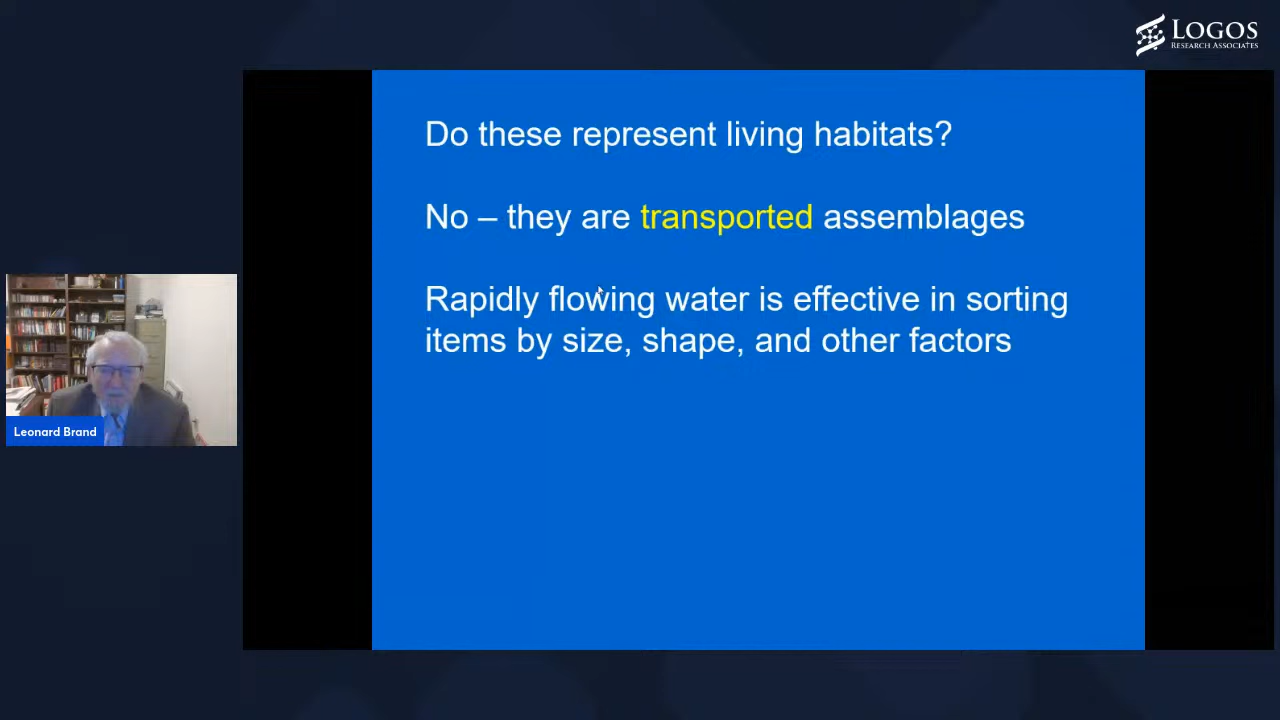 LOGOS
RESEARCH ASSOCIATES
Do these represent living habitats?
No – they are transported assemblages
Rapidly flowing water is effective in sorting
items by size, shape, and other factors
Leonard Brand